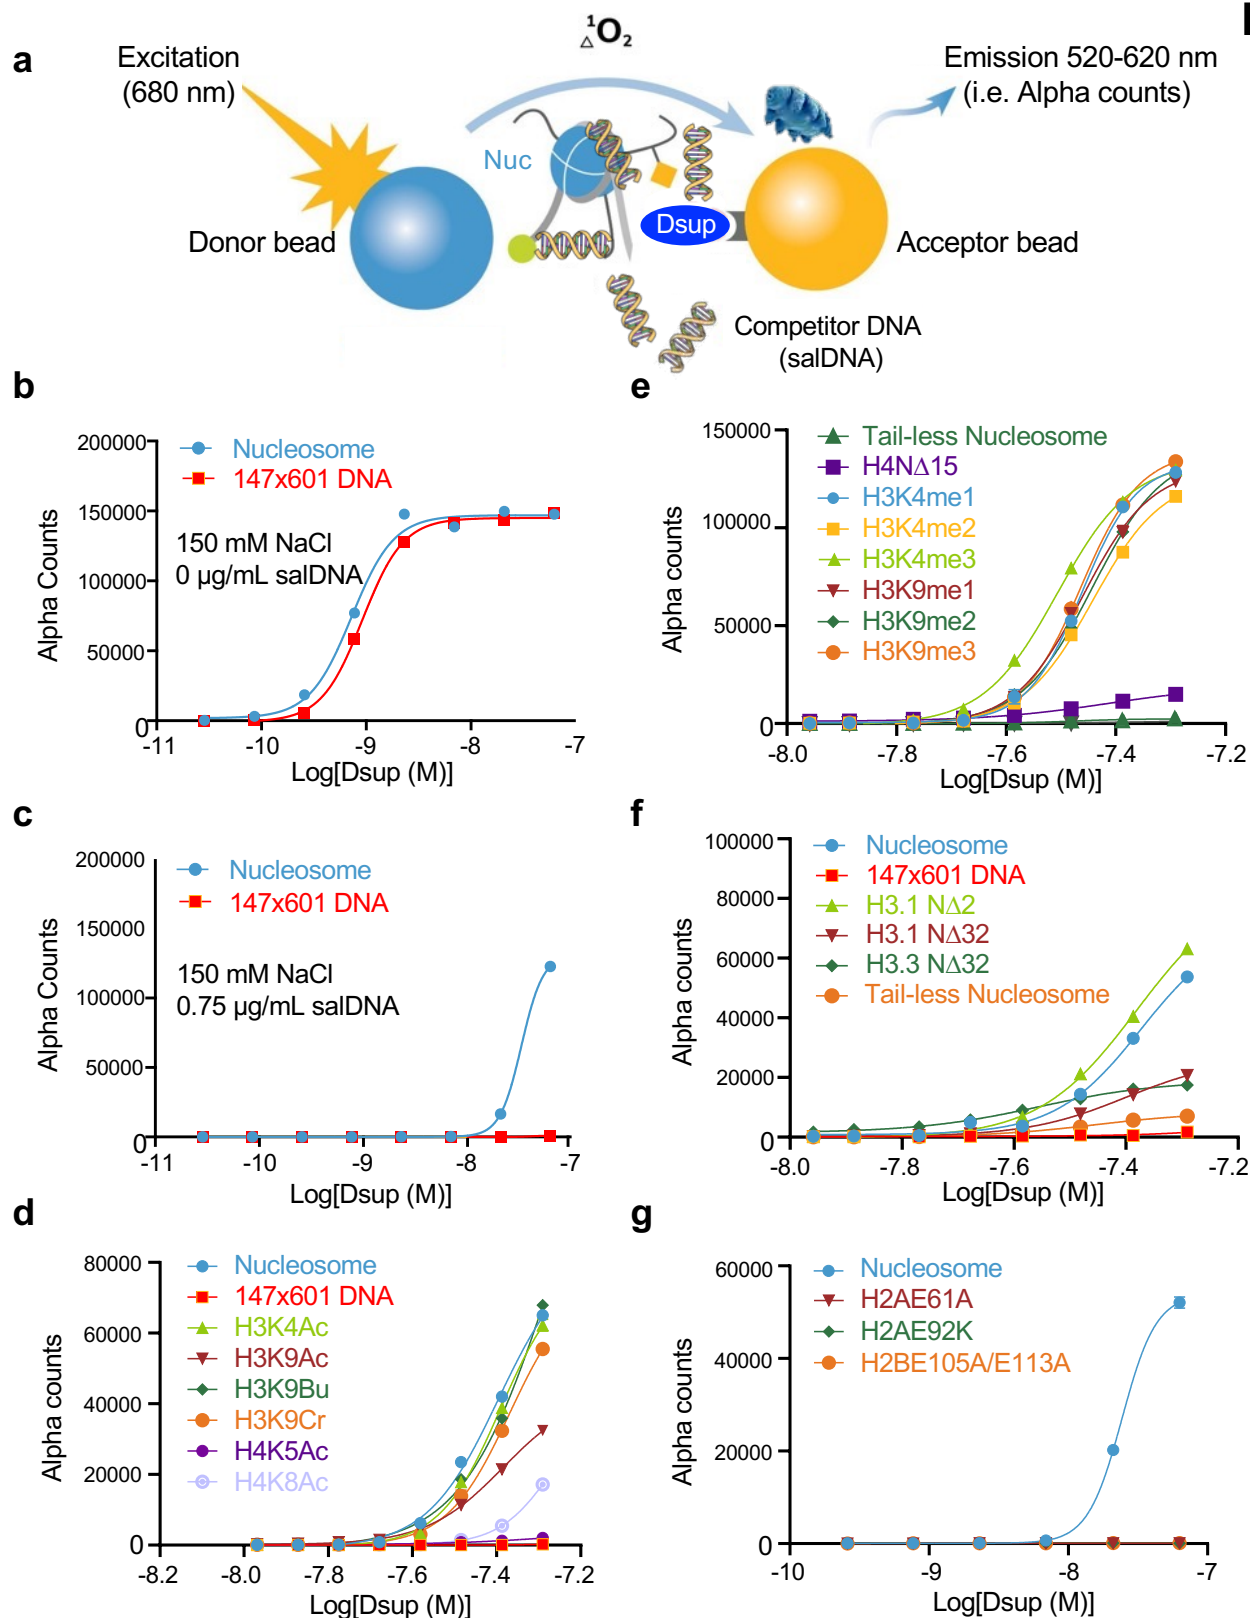 a
Excitation
(680 nm)
1ΔO2
Emission 520-620 nm
(i.e. Alpha counts)
Nuc
Dsup
Donor bead
Acceptor bead
Competitor DNA
(salDNA)
b
200000
150000
100000
50000
0
Alpha Counts
Nucleosome
147x601 DNA
150 mM NaCl
0 µg/mL salDNA
-11
-10
-9
-8
-7
Log[Dsup (M)]
c
200000
150000
100000
50000
0
Alpha Counts
Nucleosome
147x601 DNA
150 mM NaCl
0.75 µg/mL salDNA
-11
-10
-9
-8
-7
Log[Dsup (M)]
d
80000
60000
40000
20000
0
Alpha counts
Nucleosome
147x601 DNA
H3K4Ac
H3K9Ac
H3K9Bu
H3K9Cr
H4K5Ac
H4K8Ac
-8.2
-8.0
-7.8
-7.6
-7.4
-7.2
Log[Dsup (M)]
e
150000
100000
50000
0
Alpha counts
Tail-less Nucleosome
H4NΔ15
H3K4me1
H3K4me2
H3K4me3
H3K9me1
H3K9me2
H3K9me3
-8.0
-7.8
-7.6
-7.4
-7.2
Log[Dsup (M)]
f
100000
80000
60000
40000
20000
0
Alpha counts
Nucleosome
147x601 DNA
H3.1 NΔ2
H3.1 NΔ32
H3.3 NΔ32
Tail-less Nucleosome
-8.0
-7.8
-7.6
-7.4
-7.2
Log[Dsup (M)]
g
60000
40000
20000
0
Alpha counts
Nucleosome
H2AE61A
H2AE92K
H2BE105A/E113A
-10
-9
-8
-7
Log[Dsup (M)]